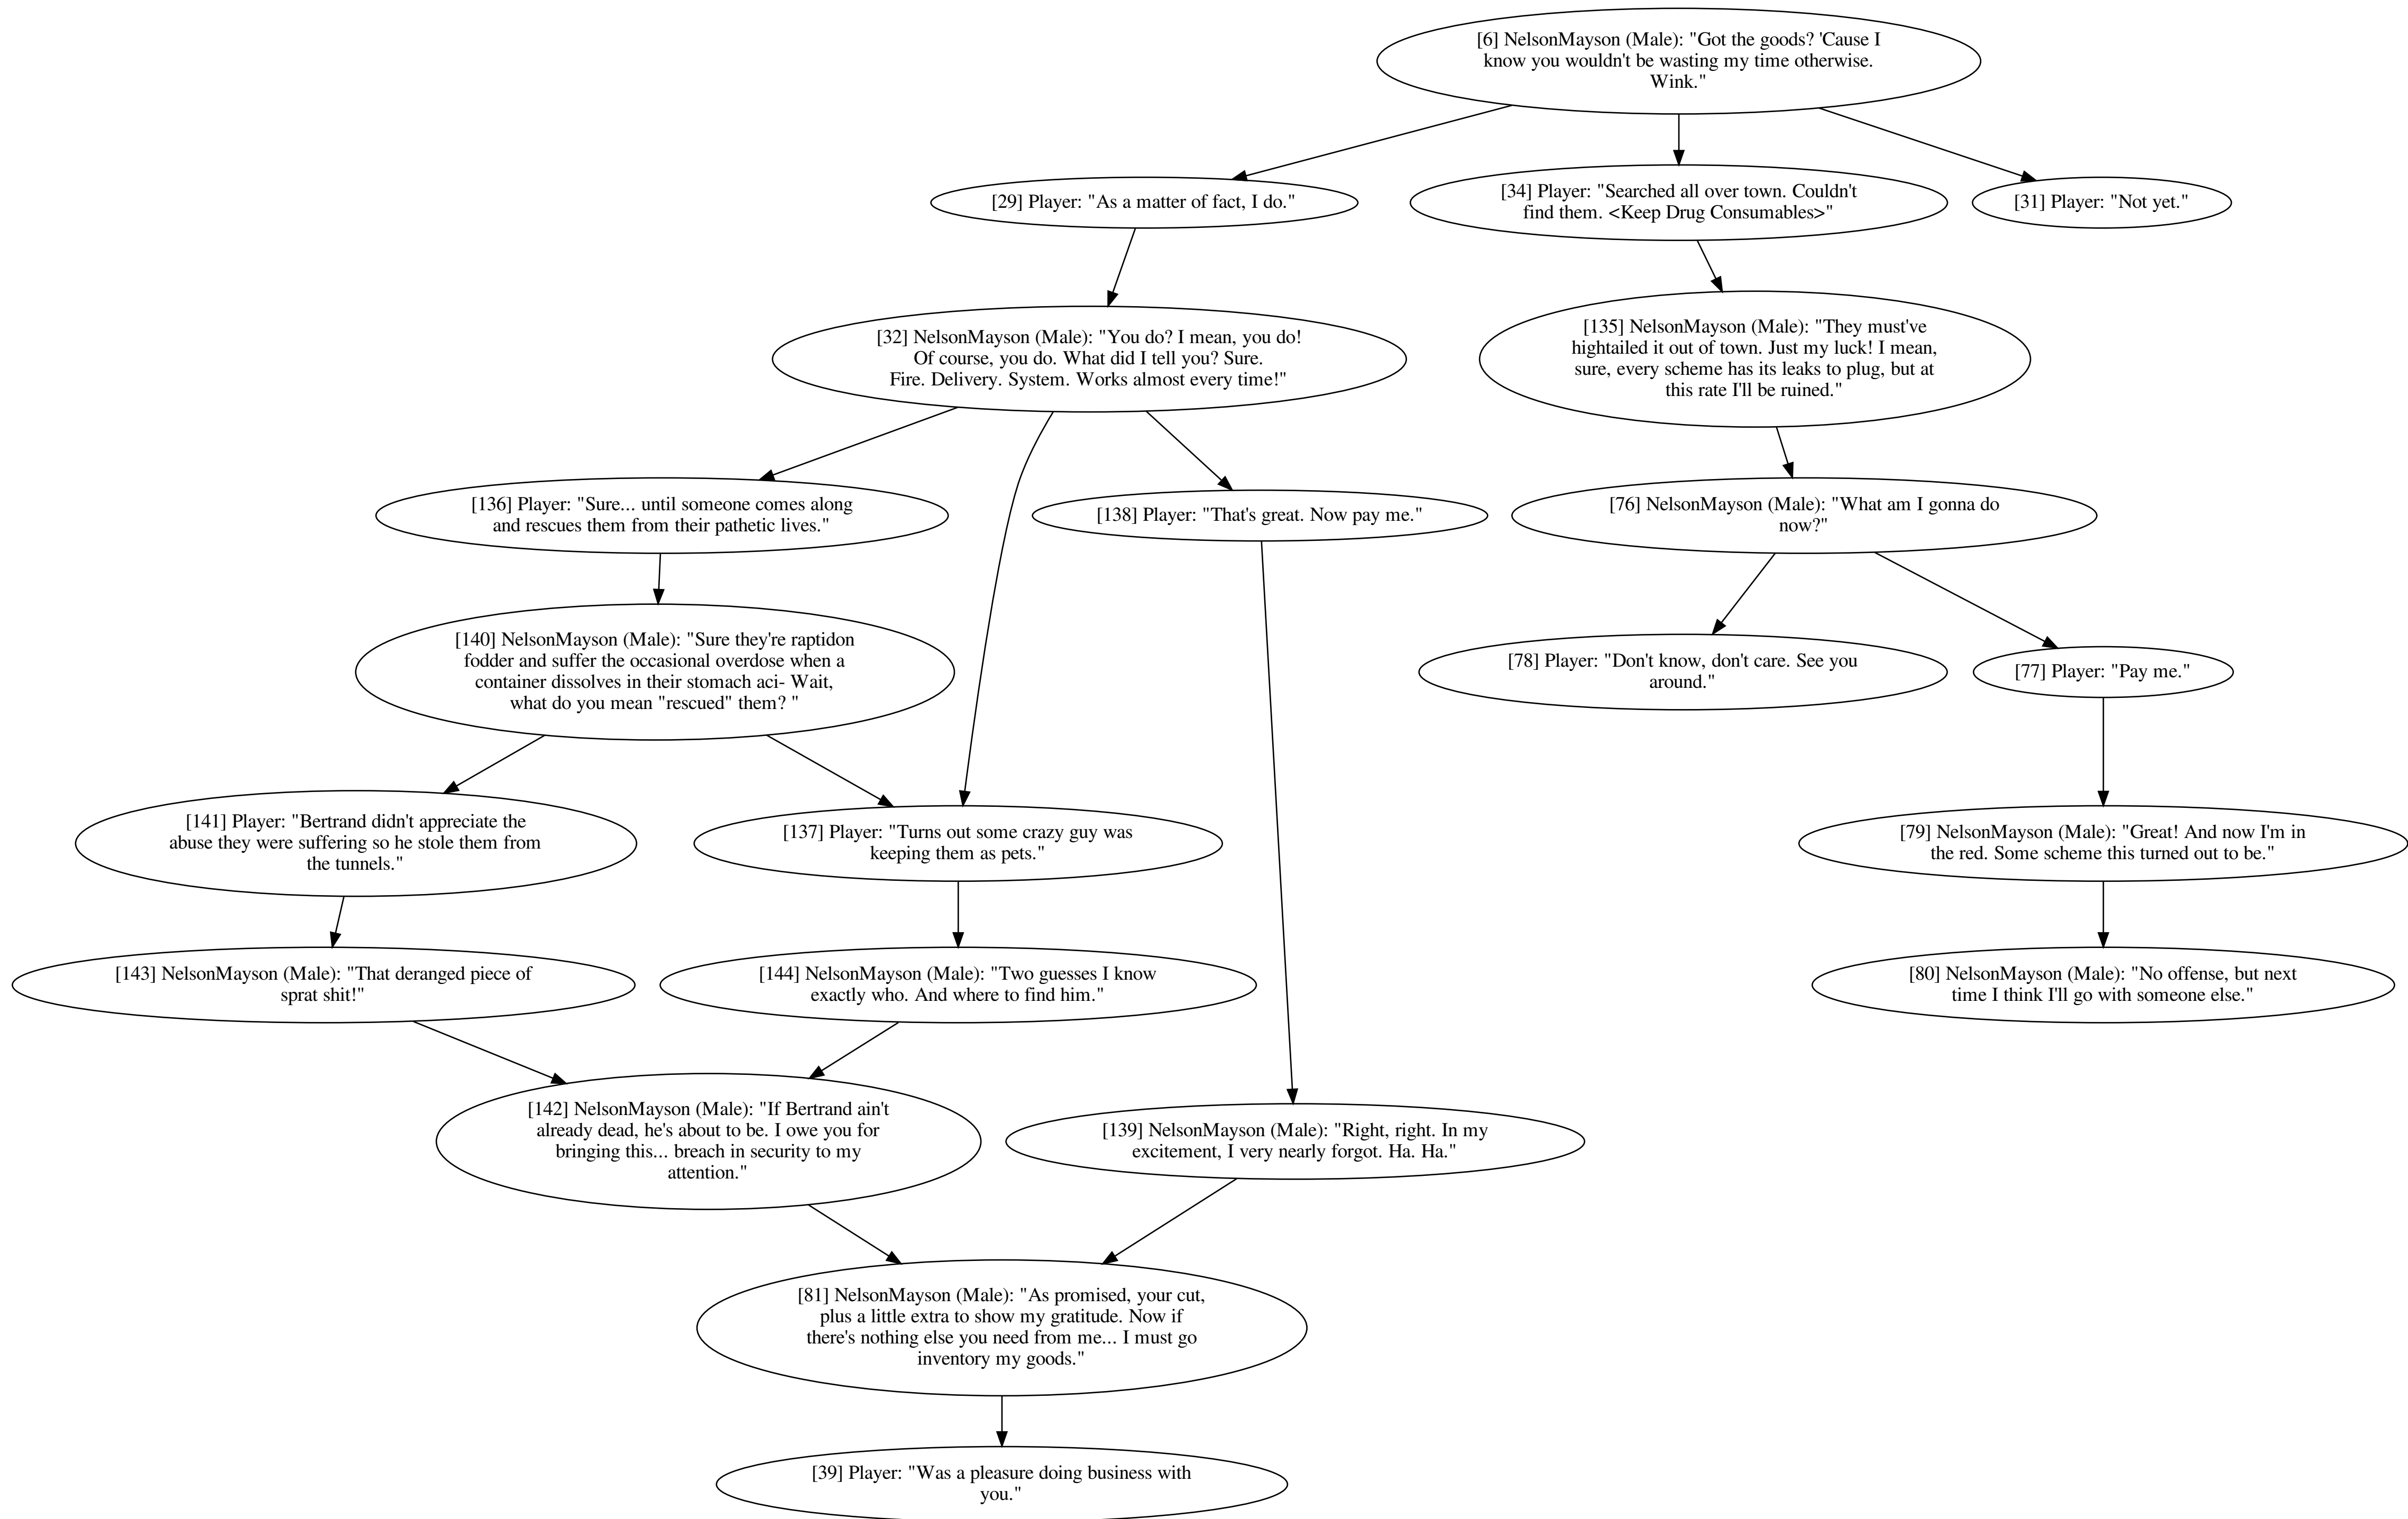 [6] NelsonMayson (Male): "Got the goods? 'Cause I
know you wouldn't be wasting my time otherwise.
Wink."
[29] Player: "As a matter of fact, I do."
[34] Player: "Searched all over town. Couldn't
find them. <Keep Drug Consumables>"
[31] Player: "Not yet."
[32] NelsonMayson (Male): "You do? I mean, you do!
Of course, you do. What did I tell you? Sure.
Fire. Delivery. System. Works almost every time!"
[135] NelsonMayson (Male): "They must've
hightailed it out of town. Just my luck! I mean,
sure, every scheme has its leaks to plug, but at
this rate I'll be ruined."
[136] Player: "Sure... until someone comes along
and rescues them from their pathetic lives."
[138] Player: "That's great. Now pay me."
[76] NelsonMayson (Male): "What am I gonna do
now?"
[140] NelsonMayson (Male): "Sure they're raptidon
fodder and suffer the occasional overdose when a
container dissolves in their stomach aci- Wait,
what do you mean "rescued" them? "
[78] Player: "Don't know, don't care. See you
around."
[77] Player: "Pay me."
[141] Player: "Bertrand didn't appreciate the
abuse they were suffering so he stole them from
the tunnels."
[137] Player: "Turns out some crazy guy was
keeping them as pets."
[79] NelsonMayson (Male): "Great! And now I'm in
the red. Some scheme this turned out to be."
[143] NelsonMayson (Male): "That deranged piece of
sprat shit!"
[144] NelsonMayson (Male): "Two guesses I know
exactly who. And where to find him."
[80] NelsonMayson (Male): "No offense, but next
time I think I'll go with someone else."
[142] NelsonMayson (Male): "If Bertrand ain't
already dead, he's about to be. I owe you for
bringing this... breach in security to my
attention."
[139] NelsonMayson (Male): "Right, right. In my
excitement, I very nearly forgot. Ha. Ha."
[81] NelsonMayson (Male): "As promised, your cut,
plus a little extra to show my gratitude. Now if
there's nothing else you need from me... I must go
inventory my goods."
[39] Player: "Was a pleasure doing business with
you."